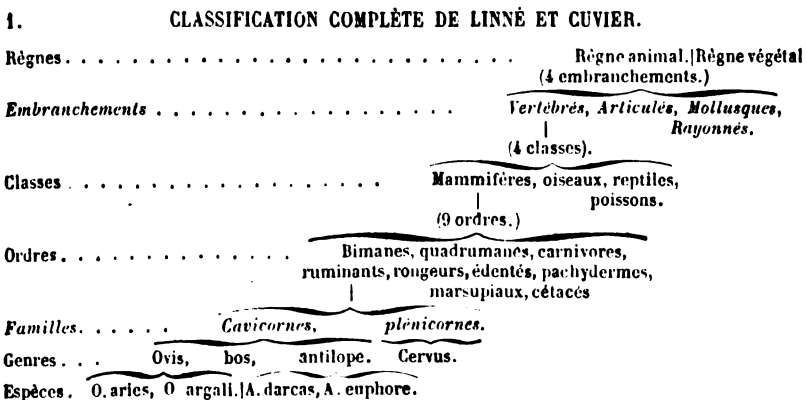 1. CLASSIFICATION COMPLÈTE DE LINNÉ ET CUVIER.
Règnes . . . . . . . . . . . . . . . . . . . . . . . . . . Règne animal.|Règne végétal
(4 embranchements.)
Embranchements . . . . . . . . . . . . . . . . . Vertébrés, Articulés, Mollusques,
Rayonnés.
(4 classes).
Classes . . . . . . . . . . . . . . . . . . Mammifères, oiseaux, reptiles,
poissons.
(9 ordres.)
Ordres . . . . . . . . . . . . . . Bimanes, quadrumanes, carnivores,
ruminants, rongeurs, édentés, pachydermes,
marsupiaux, cétacés
Familles. . . . . . Cavicornes, plénicornes.
Genres . . . Ovis, bos, antilope. Cervus.
Espèces. O. aries, O argali.|A. darcas, A. euphore.